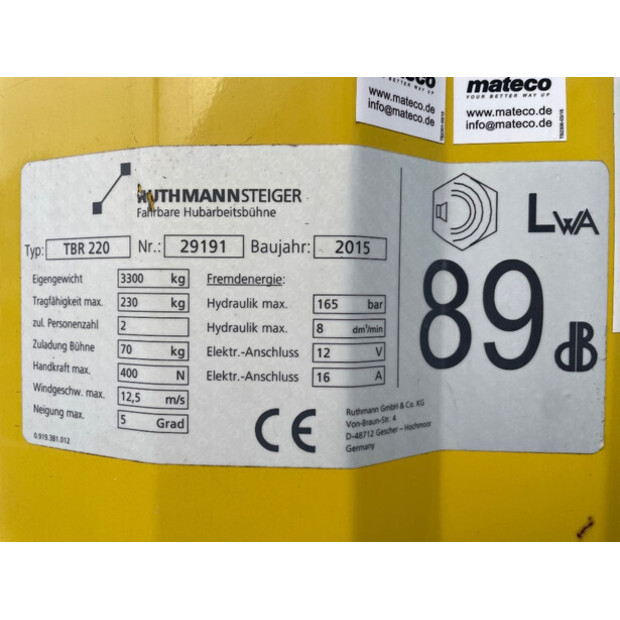 mateco
www.mateco.de
info@mateco.de
mateco
YOUR BETTER WAY UP
www.mateco.de
info@mateco.de
RUTHMANNSTEIGER
Fahrbare Hubarbeitsbühne
Typ: TBR 220 Nr.: 29191 Baujahr: 2015
Eigengewicht 3300 kg
Tragfähigkeit max. 230 kg
zul. Personenzahl 2
Zuladung Bühne 70 kg
Handkraft max. 400 N
Windgeschw. max. 12,5 m/s
Neigung max. 5 Grad
0.919.381.012
Fremdenergie:
Hydraulik max. 165 bar
Hydraulik max. 8 dm³/min
Elektr.-Anschluss 12 V
Elektr.-Anschluss 16 A
CE
Ruthmann GmbH & Co. KG
Von-Braun-Str. 4
D-48712 Gescher - Hochmoor
Germany
LWA
89 dB